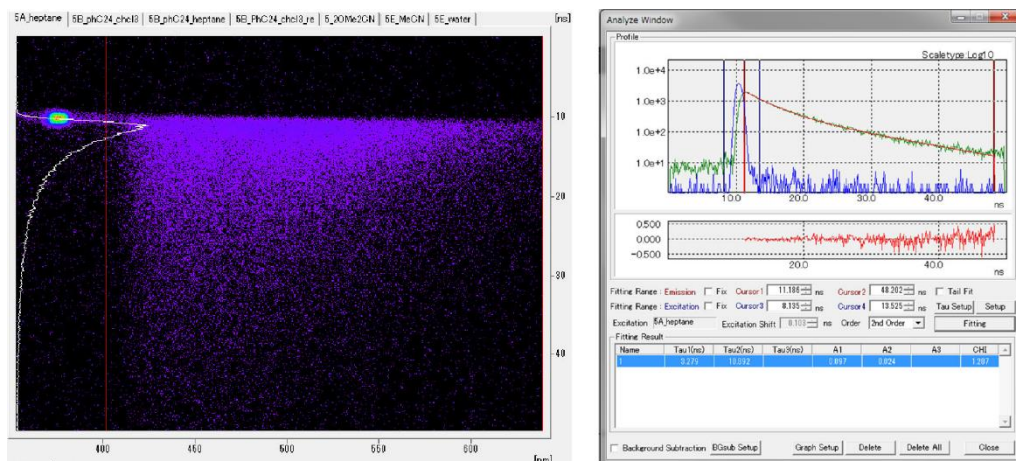 5A_heptane 5B_phC24_chcl3 5B_phC24_heptane 5B_PhC24_chcl3_re 5_2OMe2CN 5E_MeCN 5E_water [ns]
10
20
30
40
400 450 500 550 600
[nm]
Analyze Window
Profile
Scaletype:Log10
1.0e+4
1.0e+3
1.0e+2
1.0e+1
10.0 20.0 30.0 40.0
ns
0.500
0.000
-0.500
20.0 40.0
ns
Fitting Range : Emission Fix Cursor1 11.186 ns Cursor2 48.202 ns Tail Fit
Fitting Range : Excitation Fix Cursor3 8.135 ns Cursor4 13.525 ns Tau Setup Setup
Excitation 5A_heptane Excitation Shift ns Order 2nd Order Fitting
Fitting Result
Name Tau1(ns) Tau2(ns) Tau3(ns) A1 A2 A3 CHI
1
Background Subtraction BGsub Setup Graph Setup Delete Delete All Close